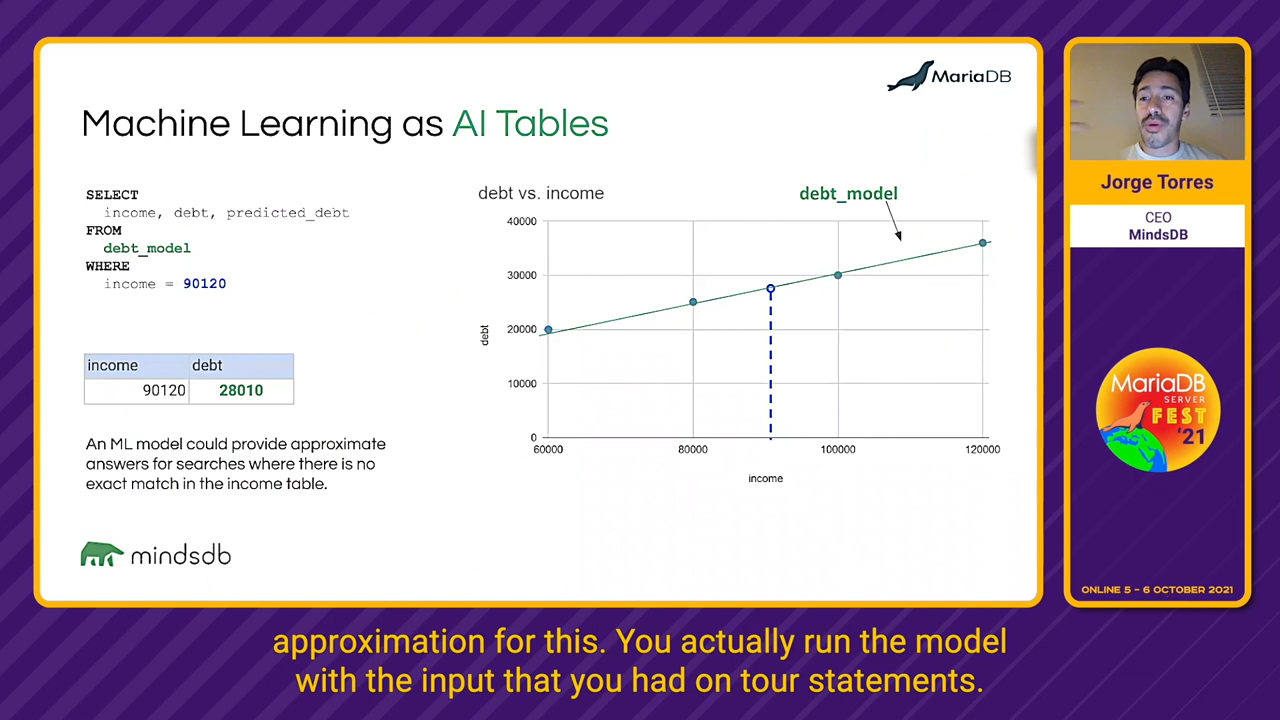 MariaDB
Machine Learning as AI Tables
SELECT
income, debt, predicted_debt
FROM
debt_model
WHERE
income = 90120
income debt
90120 28010
An ML model could provide approximate
answers for searches where there is no
exact match in the income table.
mindsdb
debt vs. income
debt_model
40000
30000
20000
10000
0
debt
60000 80000 100000 120000
income
Jorge Torres
CEO
MindsDB
MariaDB
SERVER
FEST
'21
ONLINE 5 – 6 OCTOBER 2021
approximation for this. You actually run the model
with the input that you had on tour statements.